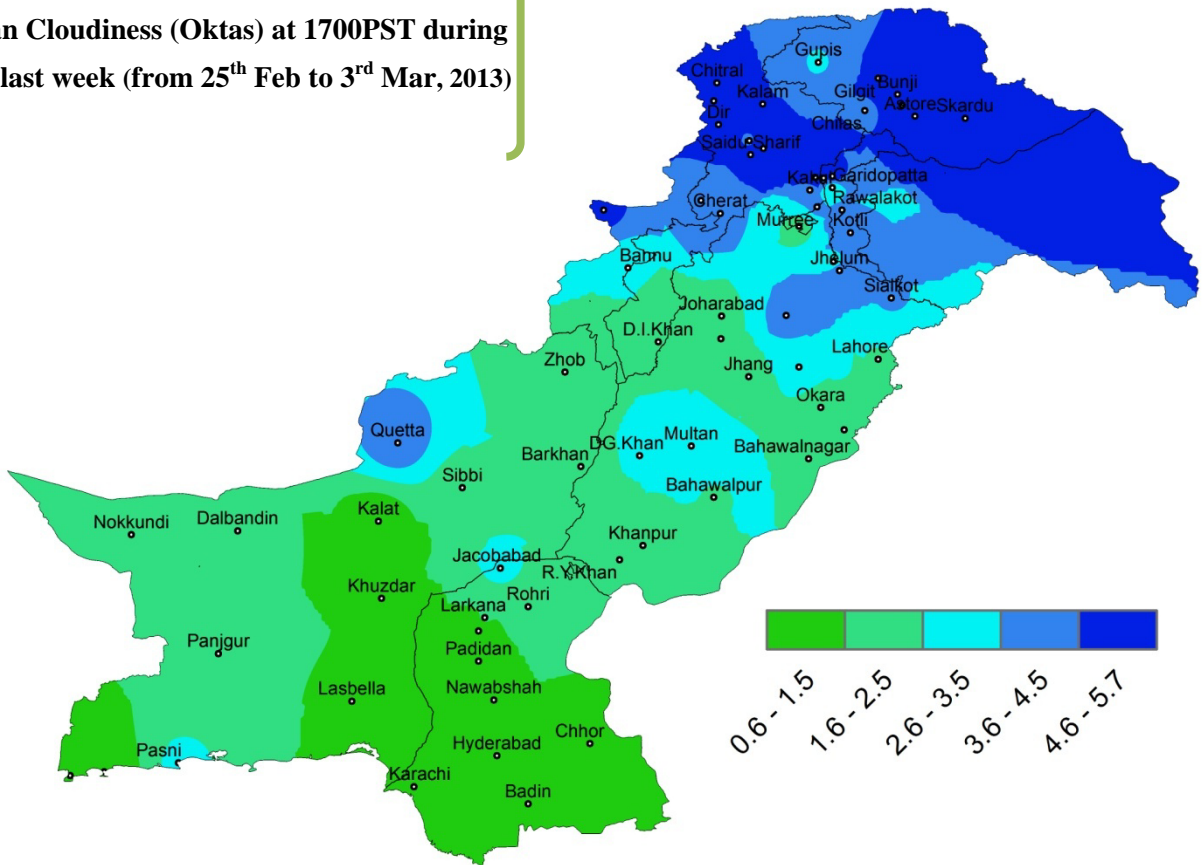 an Cloudiness (Oktas) at 1700PST during
last week (from 25th Feb to 3rd Mar, 2013)
Gupis
Chitral
Kalam
Gilgit
Bunji
Astore
Skardu
Dir
Chilas
Saidu Sharif
Garidopatta
Cherat
Rawalakot
Murree
Kotli
Bannu
Jhelum
Sialkot
Joharabad
D.I.Khan
Lahore
Zhob
Jhang
Okara
Quetta
DG.Khan
Multan
Bahawalnagar
Barkhan
Sibbi
Bahawalpur
Nokkundi
Dalbandin
Kalat
Khanpur
Jacobabad
R.Y.Khan
Khuzdar
Larkana
Rohri
Panjgur
Padidan
Lasbella
Nawabshah
Pasni
Hyderabad
Chhor
Karachi
Badin
0.6 - 1.5
1.6 - 2.5
2.6 - 3.5
3.6 - 4.5
4.6 - 5.7